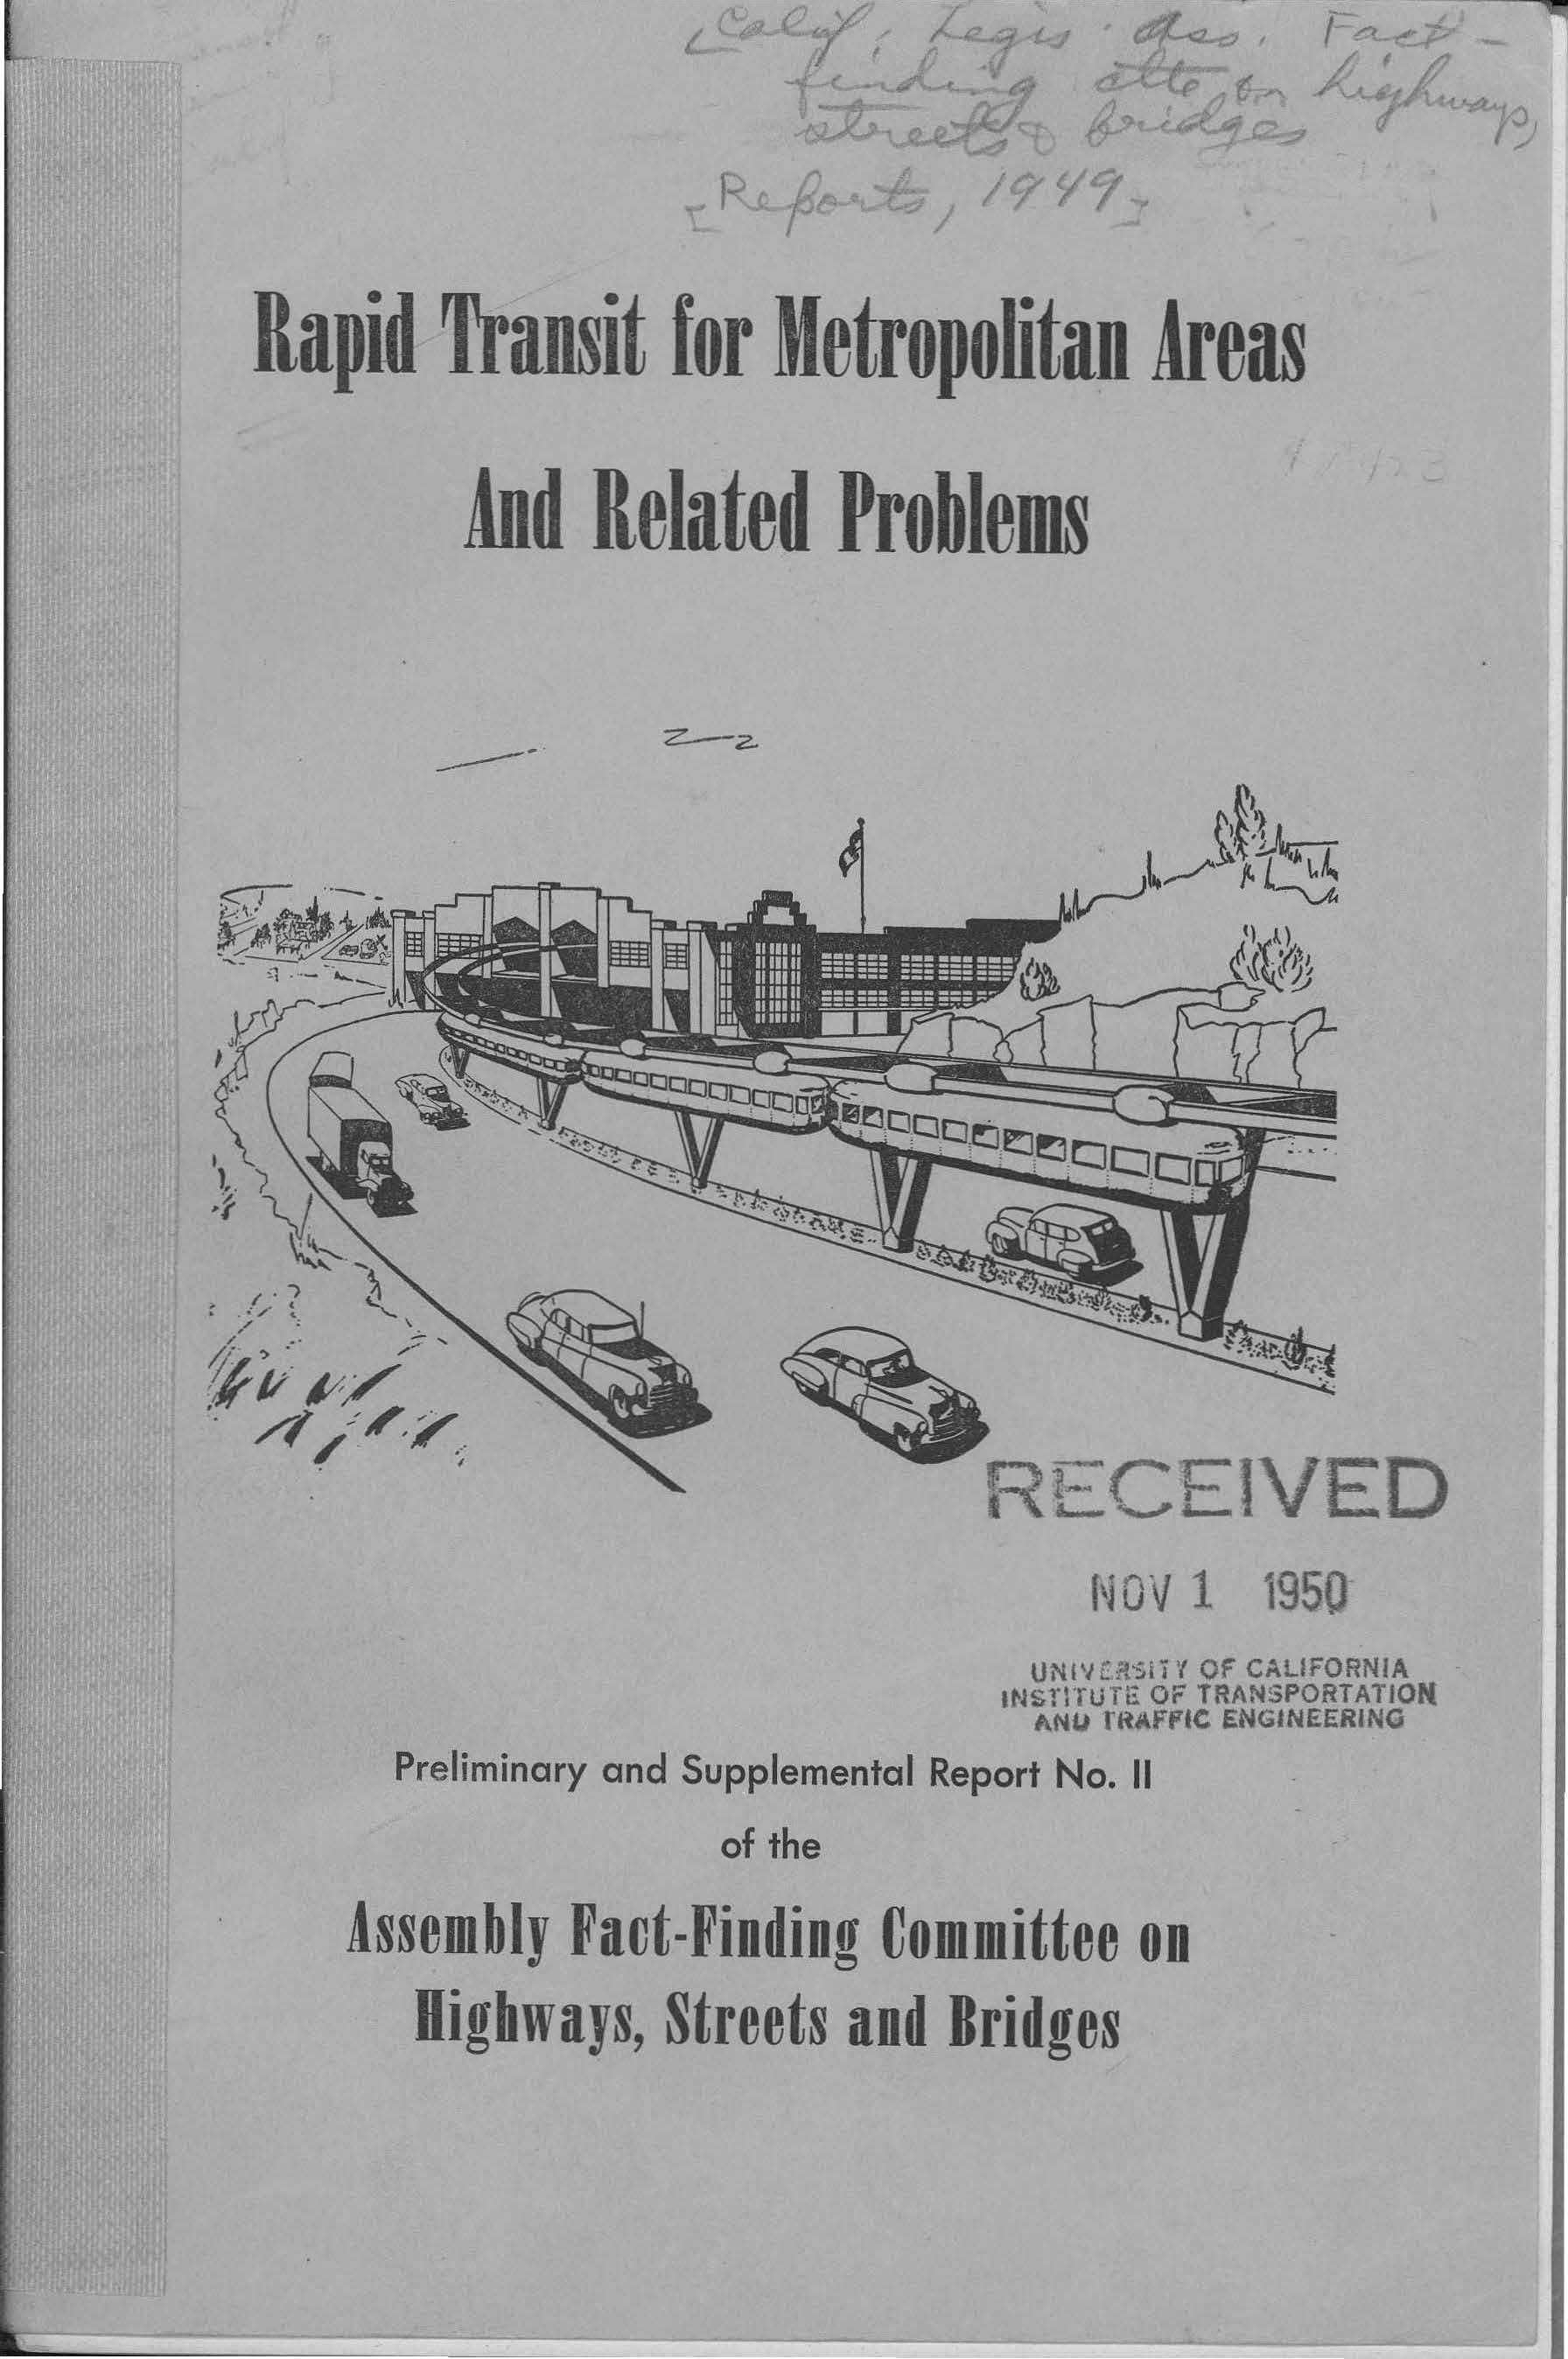 [Calif. Legis. Ass. Fact-
finding ctte on highways,
streets & bridges
[Reports, 1949]
Rapid Transit for Metropolitan Areas
And Related Problems
RECEIVED
NOV 1 1950
UNIVERSITY OF CALIFORNIA
INSTITUTE OF TRANSPORTATION
AND TRAFFIC ENGINEERING
Preliminary and Supplemental Report No. II
of the
Assembly Fact-Finding Committee on
Highways, Streets and Bridges